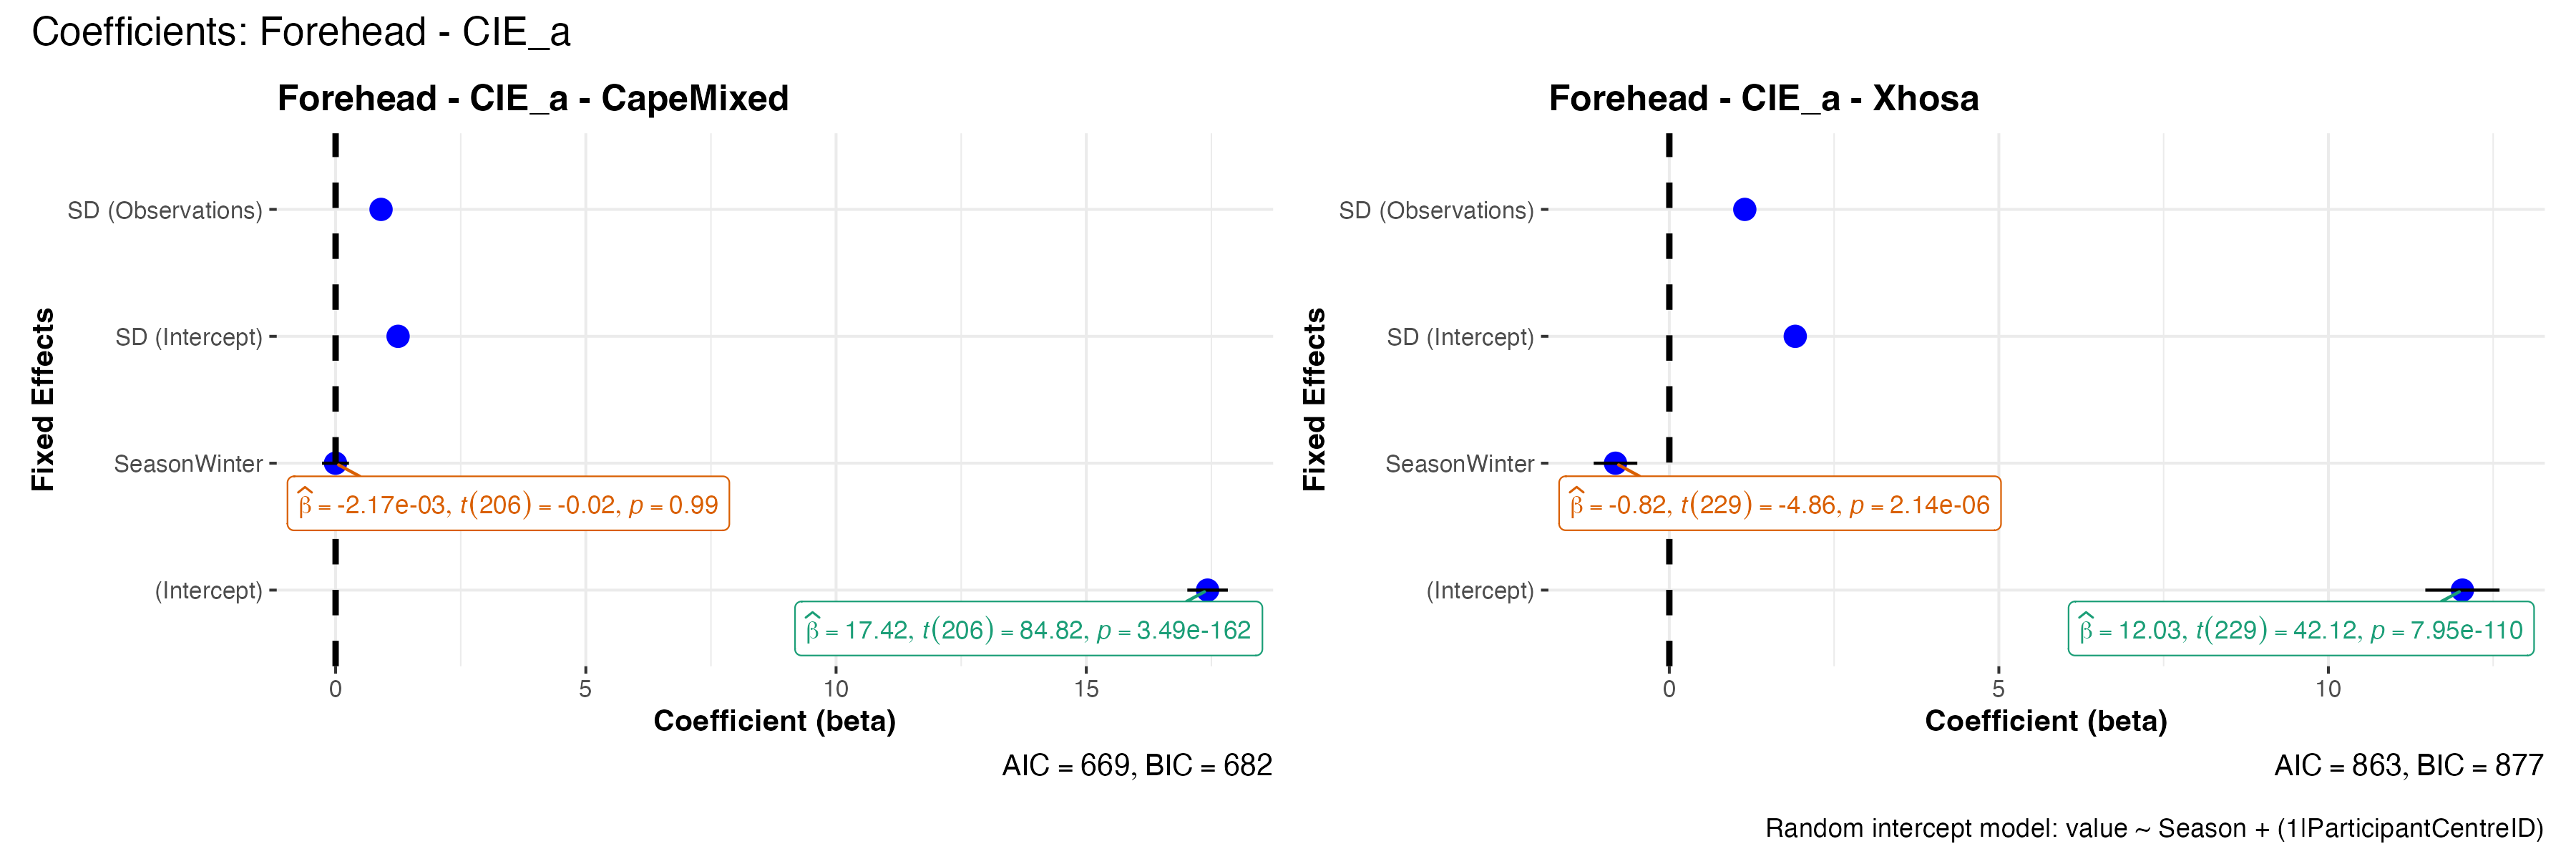 Coefficients: Forehead - CIE_a
Forehead - CIE_a - CapeMixed
Fixed Effects
SD (Observations)
SD (Intercept)
SeasonWinter
(Intercept)
β̂ = -2.17e-03, t(206) = -0.02, p = 0.99
β̂ = 17.42, t(206) = 84.82, p = 3.49e-162
0 5 10 15
Coefficient (beta)
AIC = 669, BIC = 682
Forehead - CIE_a - Xhosa
Fixed Effects
SD (Observations)
SD (Intercept)
SeasonWinter
(Intercept)
β̂ = -0.82, t(229) = -4.86, p = 2.14e-06
β̂ = 12.03, t(229) = 42.12, p = 7.95e-110
0 5 10
Coefficient (beta)
AIC = 863, BIC = 877
Random intercept model: value ~ Season + (1|ParticipantCentreID)